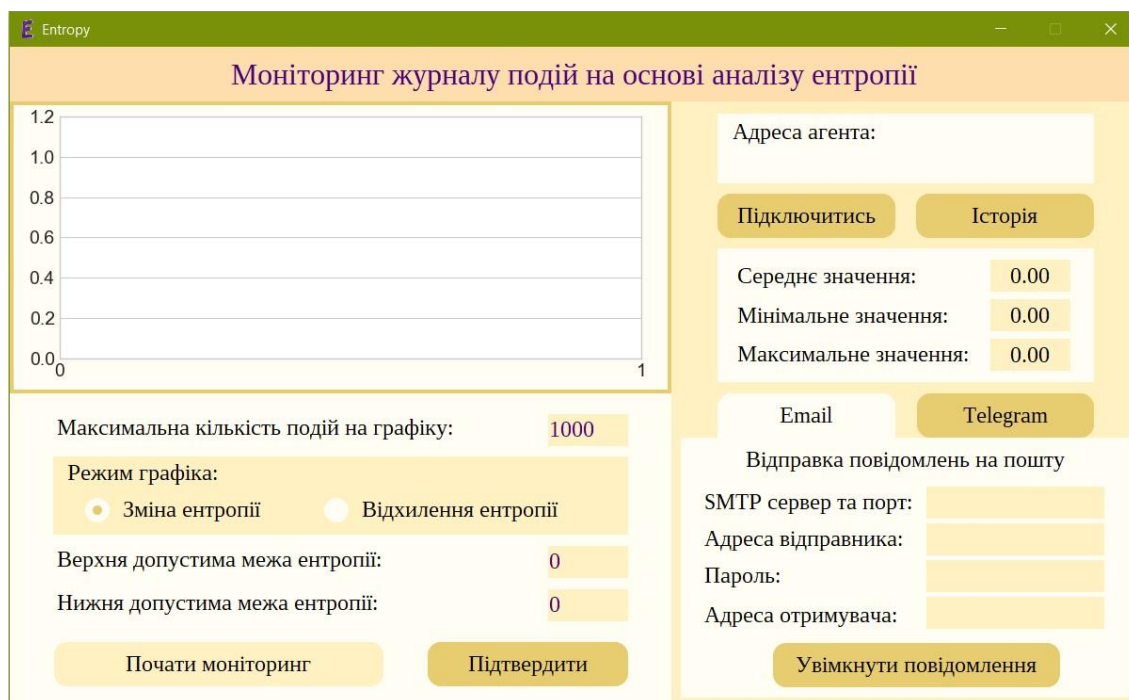 Entropy
Моніторинг журналу подій на основі аналізу ентропії
1.2
1.0
0.8
0.6
0.4
0.2
0.0
0 1
Максимальна кількість подій на графіку: 1000
Режим графіка:
Зміна ентропії Відхилення ентропії
Верхня допустима межа ентропії: 0
Нижня допустима межа ентропії: 0
Почати моніторинг Підтвердити
Адреса агента:
Підключитись Історія
Середнє значення: 0.00
Мінімальне значення: 0.00
Максимальне значення: 0.00
Email Telegram
Відправка повідомлень на пошту
SMTP сервер та порт:
Адреса відправника:
Пароль:
Адреса отримувача:
Увімкнути повідомлення